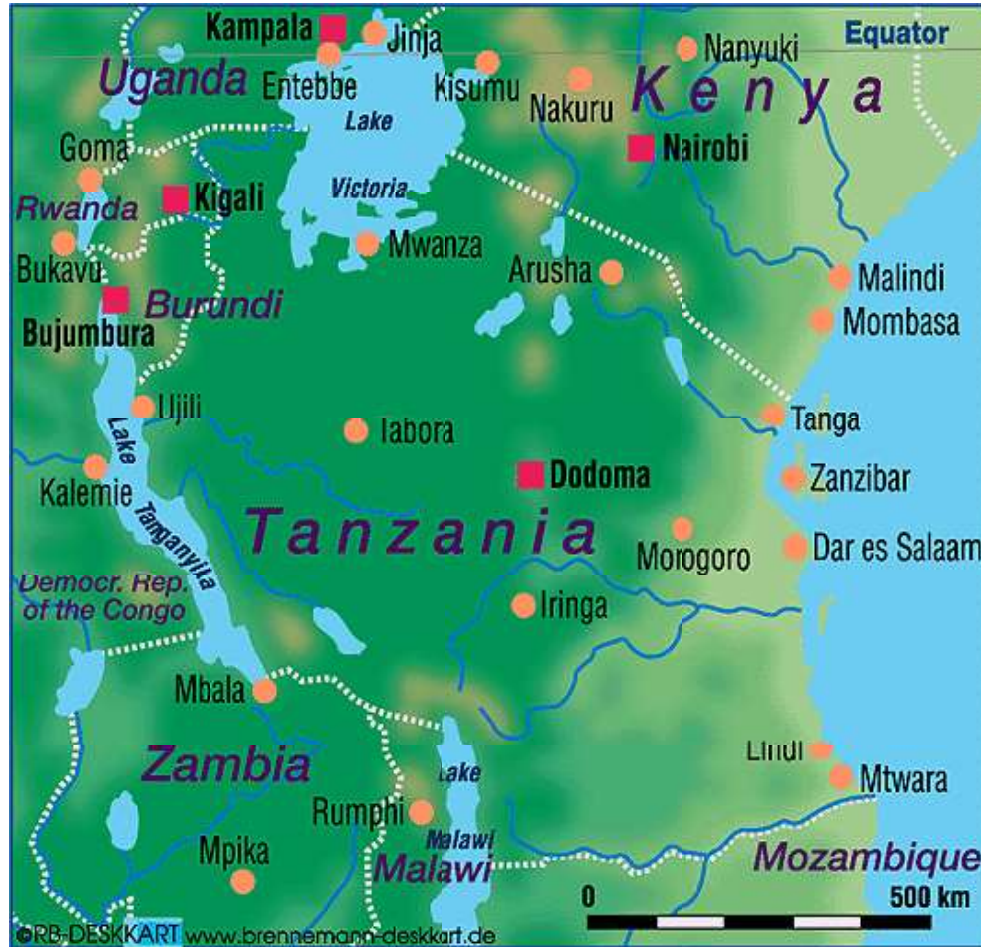 Kampala
Jinja
Equator
Nanyuki
Uganda
Entebbe
Kisumu
Kenya
Lake
Nakuru
Goma
Nairobi
Victoria
Kigali
Rwanda
Mwanza
Bukavu
Arusha
Malindi
Burundi
Mombasa
Bujumbura
Ujiji
Tanga
Lake
Tabora
Kalemie
Dodoma
Zanzibar
Tanganyika
Tanzania
Morogoro
Dar es Salaam
Democr. Rep.
of the Congo
Iringa
Mbala
Lindi
Zambia
Lake
Mtwara
Rumphi
Malawi
Mpika
Malawi
Mozambique
0 500 km
©RB-DESKKART www.brennemann-deskkart.de